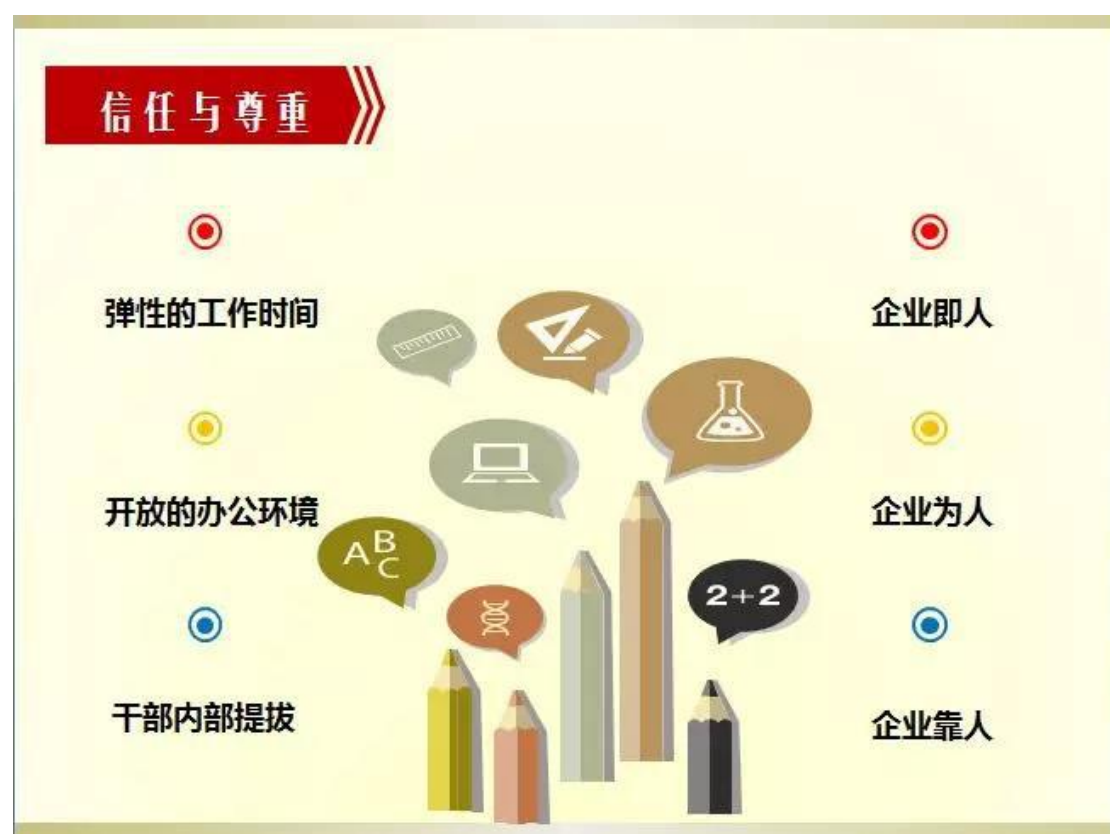 信任与尊重
弹性的工作时间
企业即人
开放的办公环境
企业为人
A B C
2+2
干部内部提拔
企业靠人